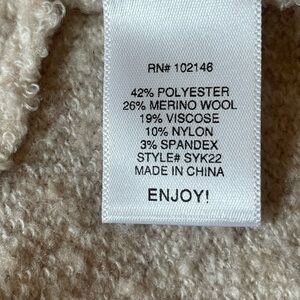 RN# 102146
42% POLYESTER
26% MERINO WOOL
19% VISCOSE
10% NYLON
3% SPANDEX
STYLE# SYK22
MADE IN CHINA
ENJOY!